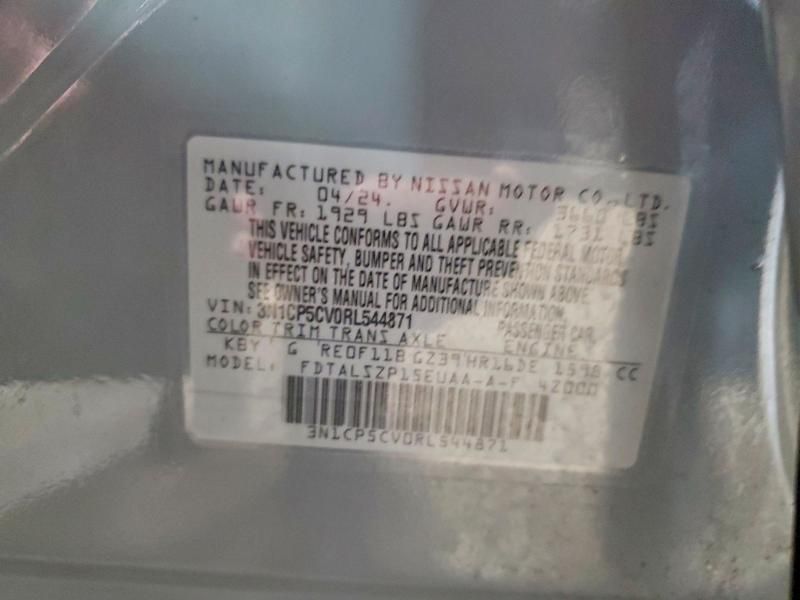 MANUFACTURED BY NISSAN MOTOR CO., LTD.
DATE: 04/24. GVWR: 3660 LBS
GAWR FR: 1929 LBS GAWR RR: 1731 LBS
THIS VEHICLE CONFORMS TO ALL APPLICABLE FEDERAL MOTOR
VEHICLE SAFETY, BUMPER AND THEFT PREVENTION STANDARDS
IN EFFECT ON THE DATE OF MANUFACTURE SHOWN ABOVE.
SEE OWNER'S MANUAL FOR ADDITIONAL INFORMATION.
VIN: 3N1CP5CV0RL544871 PASSENGER CAR
COLOR TRIM TRANS AXLE ENGINE
KBY G RE0F11B GZ39 HR16DE 1598 CC
MODEL: FDTALSZP15EUAA-A-F 42000
3N1CP5CV0RL544871